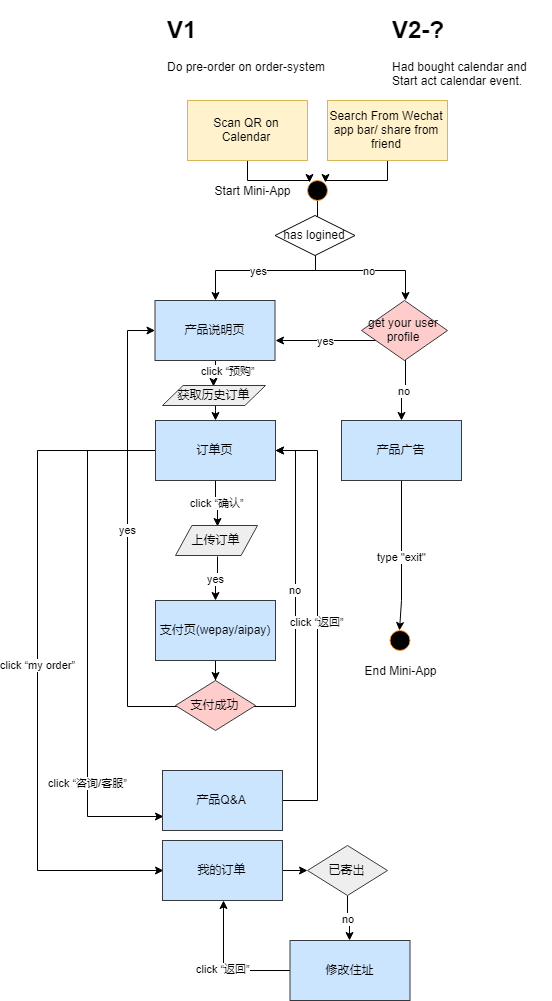 V1
V2-?
Do pre-order on order-system
Had bought calendar and
Start act calendar event.
Scan QR on
Calendar
Search From Wechat
app bar/ share from
friend
Start Mini-App
has logined
yes
no
产品说明页
get your user
profile
yes
click “预购”
no
获取历史订单
订单页
产品广告
click “确认”
yes
上传订单
type "exit"
yes
no
支付页(wepay/aipay)
click “返回”
End Mini-App
click “my order”
支付成功
click “咨询/客服”
产品Q&A
我的订单
已寄出
no
click “返回”
修改住址